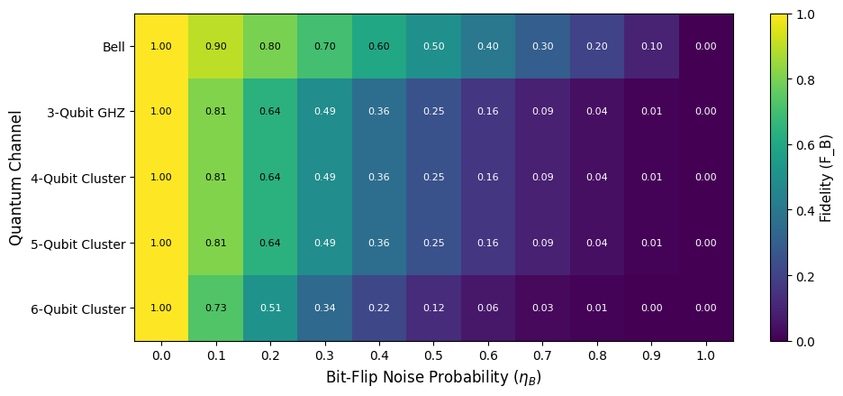 Quantum Channel
Bell 1.00 0.90 0.80 0.70 0.60 0.50 0.40 0.30 0.20 0.10 0.00
3-Qubit GHZ 1.00 0.81 0.64 0.49 0.36 0.25 0.16 0.09 0.04 0.01 0.00
4-Qubit Cluster 1.00 0.81 0.64 0.49 0.36 0.25 0.16 0.09 0.04 0.01 0.00
5-Qubit Cluster 1.00 0.81 0.64 0.49 0.36 0.25 0.16 0.09 0.04 0.01 0.00
6-Qubit Cluster 1.00 0.73 0.51 0.34 0.22 0.12 0.06 0.03 0.01 0.00 0.00
0.0 0.1 0.2 0.3 0.4 0.5 0.6 0.7 0.8 0.9 1.0
Bit-Flip Noise Probability (η_B)
1.0
0.8
0.6
0.4
0.2
0.0
Fidelity (F_B)